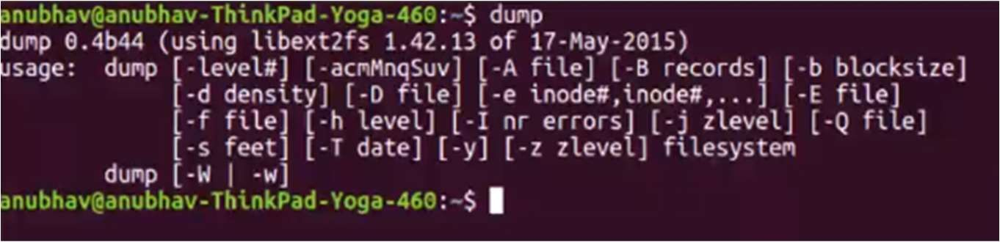 anubhav@anubhav-ThinkPad-Yoga-460:~$ dump
dump 0.4b44 (using libext2fs 1.42.13 of 17-May-2015)
usage:  dump [-level#] [-acmMnqSuv] [-A file] [-B records] [-b blocksize]
             [-d density] [-D file] [-e inode#,inode#,...] [-E file]
             [-f file] [-h level] [-I nr errors] [-j zlevel] [-Q file]
             [-s feet] [-T date] [-y] [-z zlevel] filesystem
        dump [-W | -w]
anubhav@anubhav-ThinkPad-Yoga-460:~$